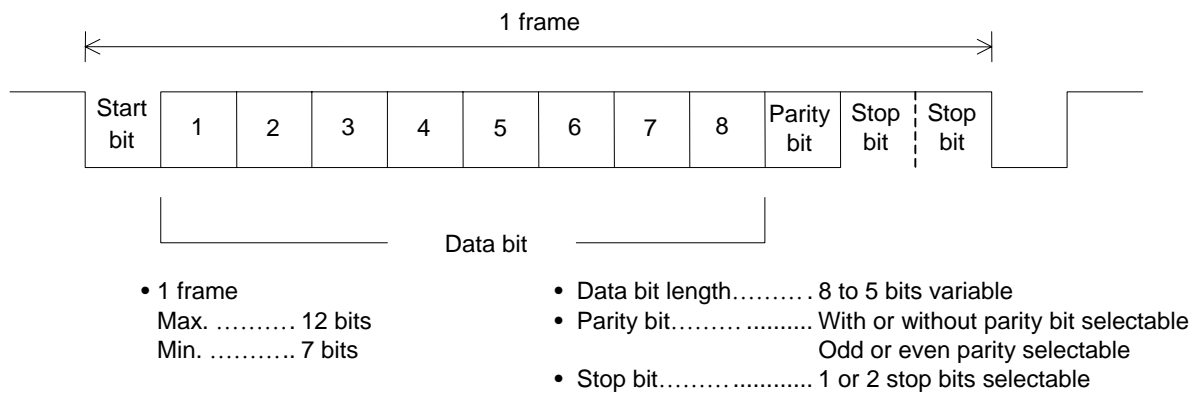 1 frame
Start bit 1 2 3 4 5 6 7 8 Parity bit Stop bit Stop bit
Data bit
• 1 frame
Max. .......... 12 bits
Min. ........... 7 bits
• Data bit length.......... 8 to 5 bits variable
• Parity bit......... .......... With or without parity bit selectable
Odd or even parity selectable
• Stop bit..................... 1 or 2 stop bits selectable